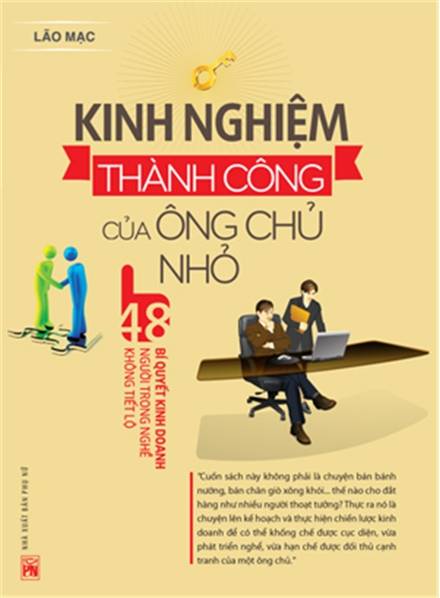 LÃO MẠC
KINH NGHIỆM
THÀNH CÔNG
CỦA ÔNG CHỦ
NHỎ
48
BÍ QUYẾT KINH DOANH
NGƯỜI TRONG NGHỀ
KHÔNG TIẾT LỘ
"Cuốn sách này không phải là chuyện bán bánh
nướng, bán chân giò xông khói... thế nào cho đắt
hàng như nhiều người thoạt tưởng? Thực ra nó là
chuyện lên kế hoạch và thực hiện chiến lược kinh
doanh để có thể khống chế được cục diện, vừa
phát triển nghề, vừa hạn chế được đối thủ cạnh
tranh của một ông chủ."
NHÀ XUẤT BẢN PHỤ NỮ
PN